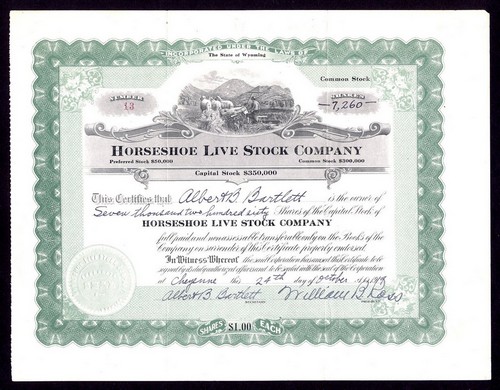 INCORPORATED UNDER THE LAWS OF
The State of Wyoming
Common Stock
NUMBER
13
SHARES
7,260
HORSESHOE LIVE STOCK COMPANY
Preferred Stock $50,000 Common Stock $300,000
Capital Stock $350,000
This Certifies that Albert B Bartlett is the owner of
Seven thousand two hundred sixty Shares of the Capital Stock of
HORSESHOE LIVE STOCK COMPANY
full paid and unassessable transferable only on the Books of the
Company on surrender of this Certificate properly endorsed.
In Witness Whereof, the said Corporation has caused this Certificate to be
signed by its duly authorized officers and to be sealed with the seal of the Corporation
at Cheyenne this 24th day of October
Albert B. Bartlett William B Ross
SHARES $1.00 EACH